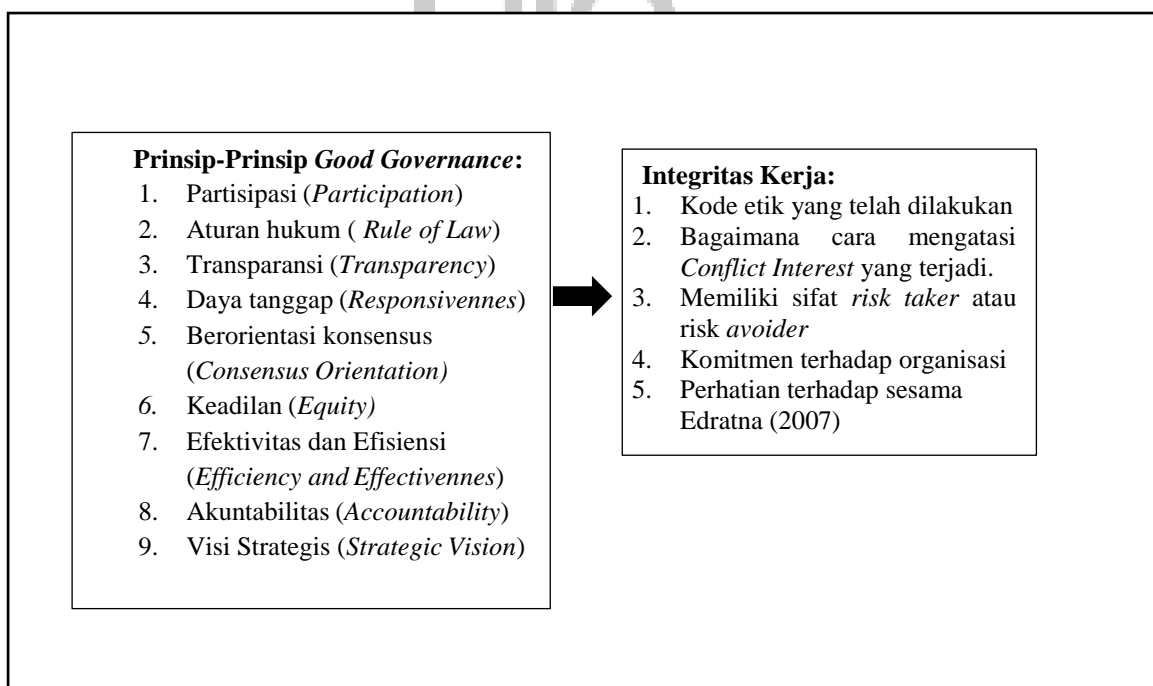 Prinsip-Prinsip Good Governance:
1. Partisipasi (Participation)
2. Aturan hukum ( Rule of Law)
3. Transparansi (Transparency)
4. Daya tanggap (Responsivennes)
5. Berorientasi konsensus
(Consensus Orientation)
6. Keadilan (Equity)
7. Efektivitas dan Efisiensi
(Efficiency and Effectivennes)
8. Akuntabilitas (Accountability)
9. Visi Strategis (Strategic Vision)
Integritas Kerja:
1. Kode etik yang telah dilakukan
2. Bagaimana cara mengatasi
Conflict Interest yang terjadi.
3. Memiliki sifat risk taker atau
risk avoider
4. Komitmen terhadap organisasi
5. Perhatian terhadap sesama
Edratna (2007)